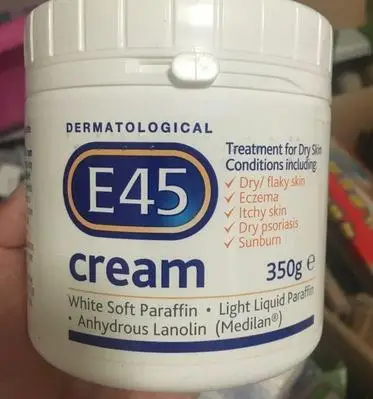 DERMATOLOGICAL
E45
cream
Treatment for Dry Skin
Conditions including
✓ Dry/ flaky skin
✓ Eczema
✓ Itchy skin
✓ Dry psoriasis
✓ Sunburn
350g e
White Soft Paraffin • Light Liquid Paraffin
• Anhydrous Lanolin (Medilan®)